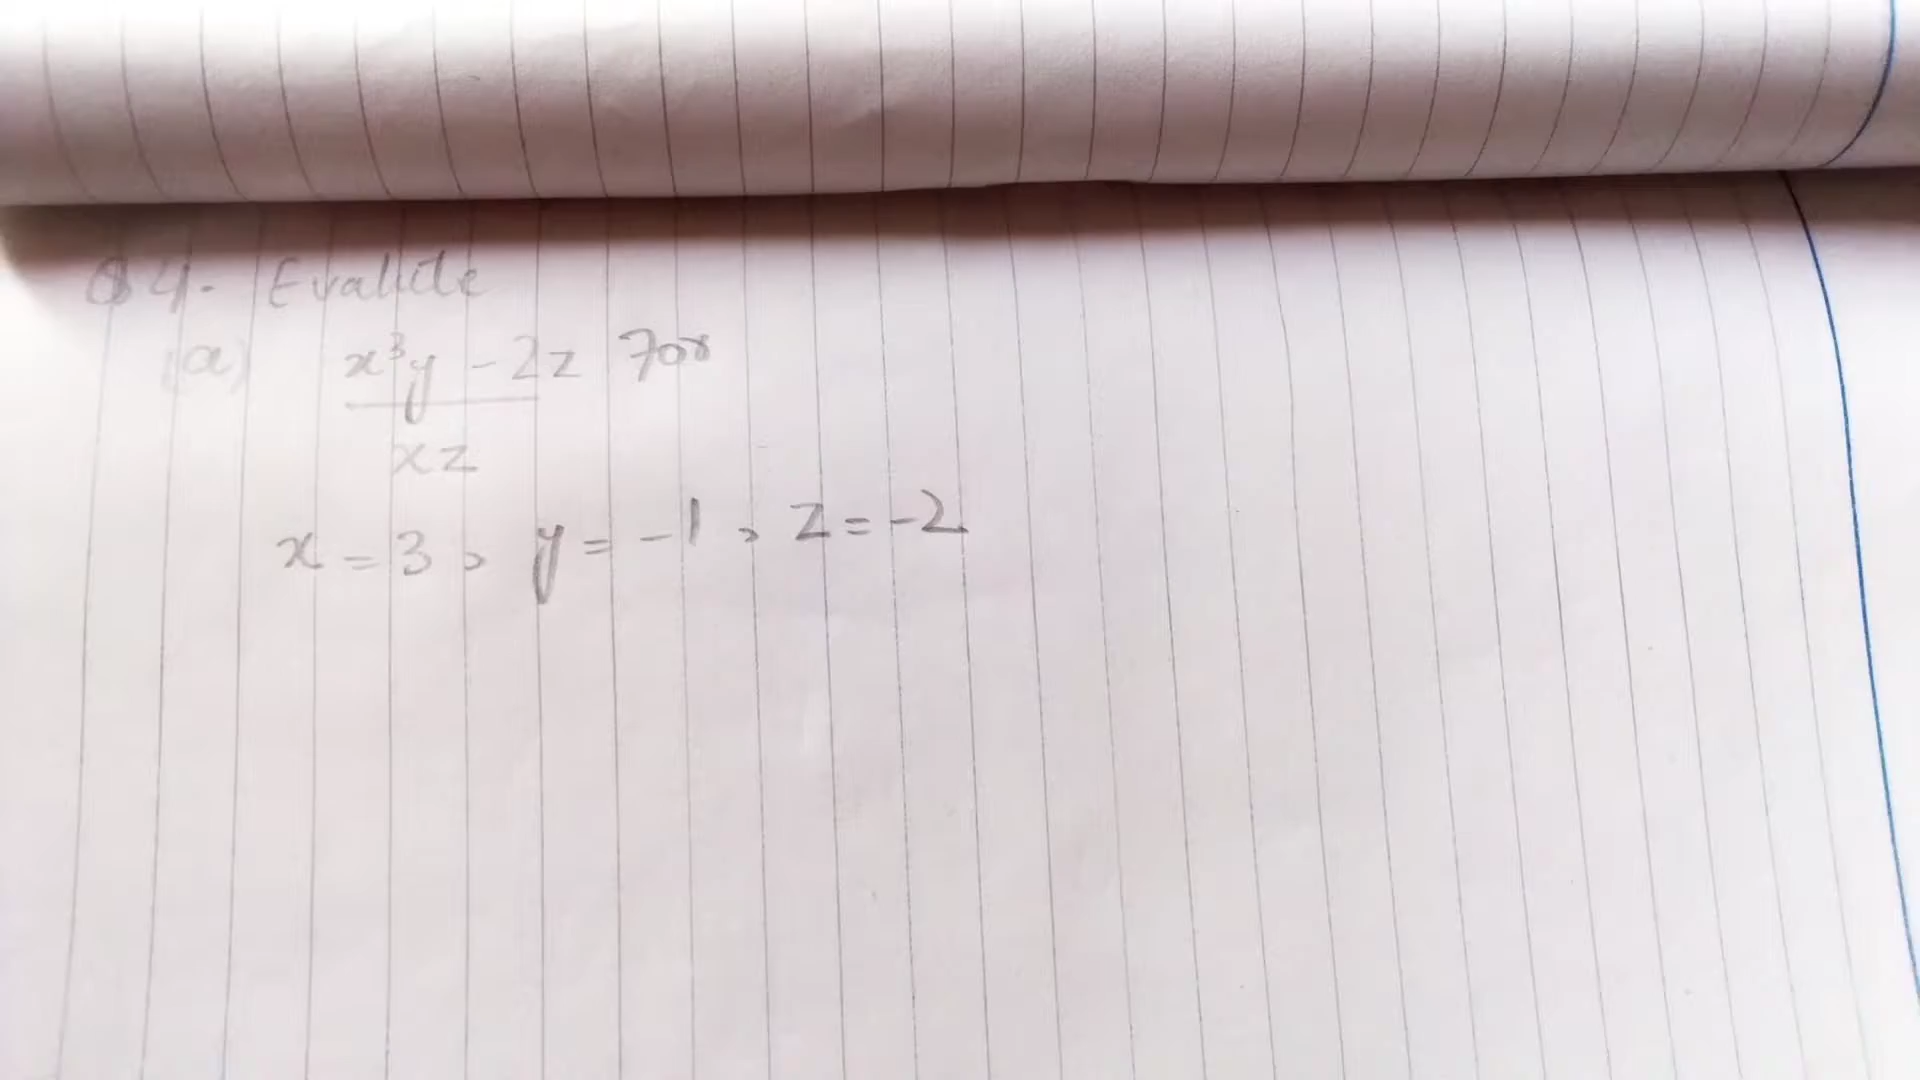 Q4. Evalute
(a) x³y - 2z for
xz
x = 3, y = -1, z = -2